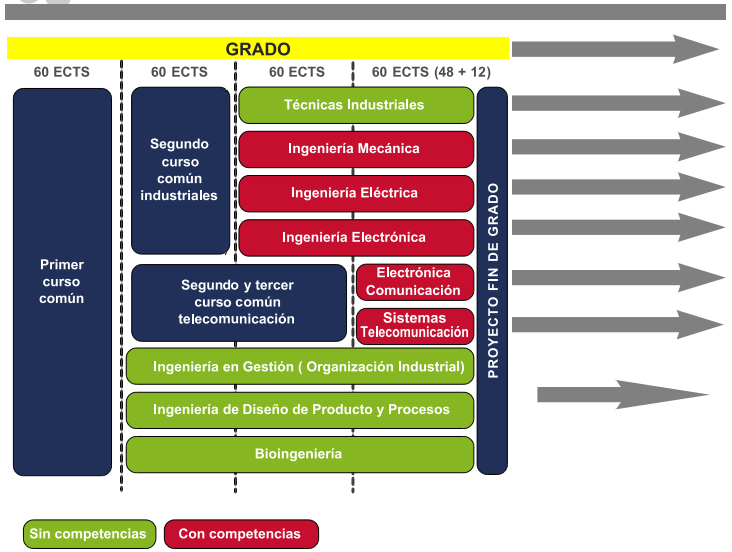 GRADO
60 ECTS
60 ECTS
60 ECTS
60 ECTS (48 + 12)
Primer
curso
común
Segundo
curso
común
industriales
Técnicas Industriales
Ingeniería Mecánica
Ingeniería Eléctrica
Ingeniería Electrónica
Segundo y tercer
curso común
telecomunicación
Electrónica
Comunicación
Sistemas
Telecomunicación
Ingeniería en Gestión ( Organización Industrial)
Ingeniería de Diseño de Producto y Procesos
Bioingeniería
PROYECTO FIN DE GRADO
Sin competencias
Con competencias